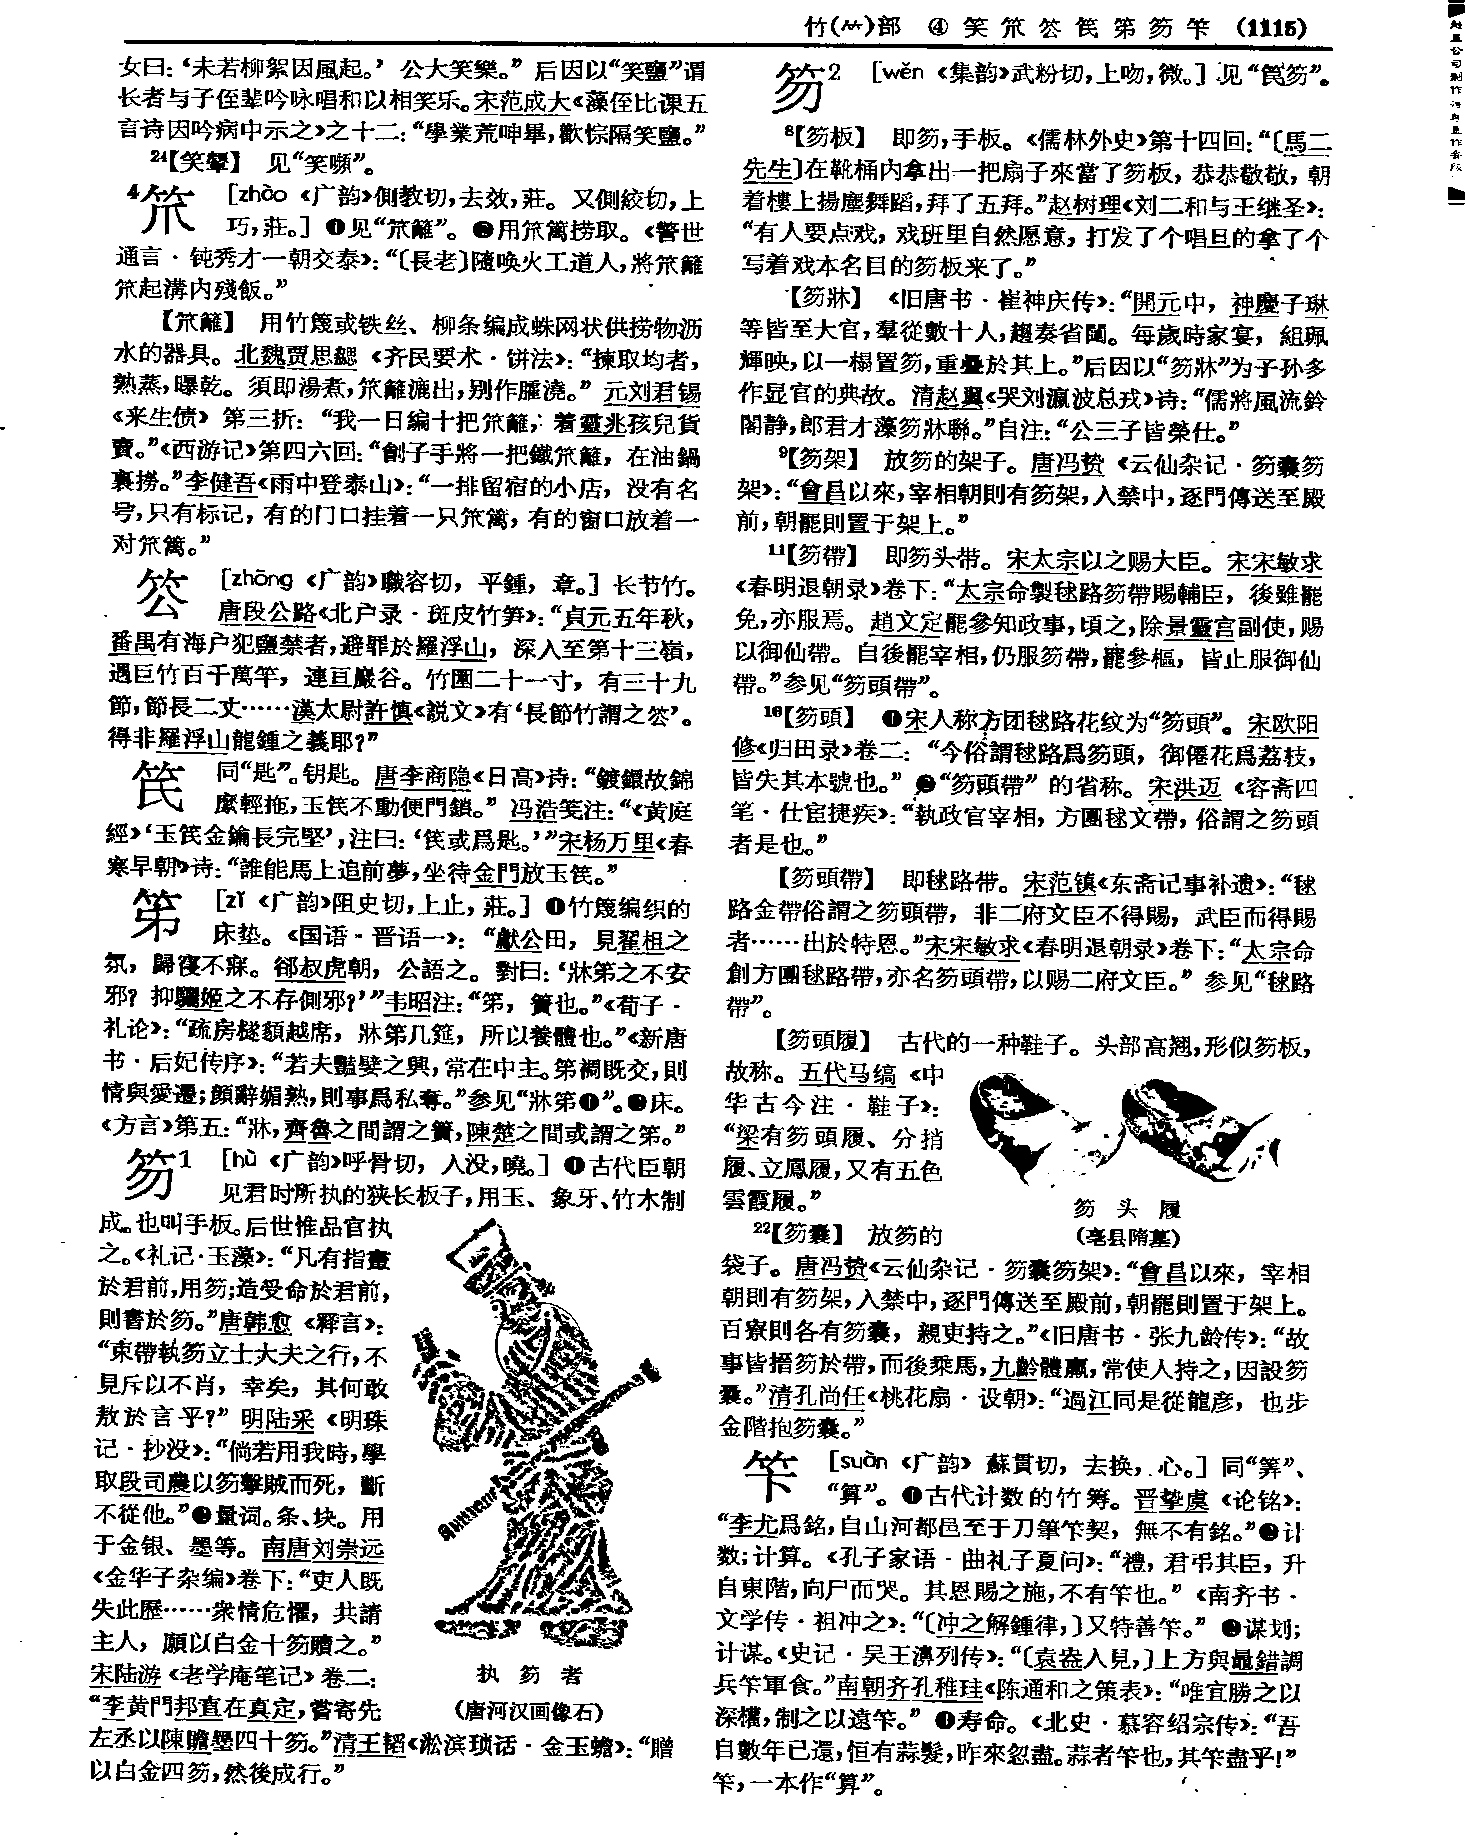 竹(⺮)部 ④ 笑笊笁笢笫笏笇 (1115)
女曰：‘未若柳絮因風起。’公大笑樂。”后因以“笑鹽”谓
长者与子侄辈吟咏唱和以相笑乐。宋范成大《藻侄比课五
言诗因吟病中示之》之十二：“學業荒呻畢，歡悰隔笑鹽。”
24【笑顰】 见“笑嚬”。
4笊 [zhào《广韵》側教切，去效，莊。又側絞切，上
巧，莊。] ❶见“笊籬”。❷用笊篱捞取。《警世
通言·钝秀才一朝交泰》：“〔長老〕隨唤火工道人，將笊籬
笊起溝内殘飯。”
【笊籬】 用竹篾或铁丝、柳条编成蛛网状供捞物沥
水的器具。北魏贾思勰《齐民要术·饼法》：“揀取均者，
熟蒸，曝乾。須即湯煮，笊籬漉出，别作臛澆。”元刘君锡
《来生债》第三折：“我一日编十把笊籬，着靈兆孩兒貨
賣。”《西游记》第四六回：“劊子手將一把鐵笊籬，在油鍋
裏撈。”李健吾《雨中登泰山》：“一排留宿的小店，没有名
号，只有标记，有的门口挂着一只笊篱，有的窗口放着一
对笊篱。”
[zhōng《广韵》職容切，平鍾，章。] 长节竹。
唐段公路《北户录·斑皮竹笋》：“貞元五年秋，
番禺有海户犯鹽禁者，避罪於羅浮山，深入至第十三嶺，
遇巨竹百千萬竿，連亘巖谷。竹圍二十一寸，有三十九
節，節長二丈……漢太尉許慎《説文》有‘長節竹謂之笁’。
得非羅浮山龍鍾之義耶？”
同“匙”。钥匙。唐李商隐《日高》诗：“鍍鐶故錦
縻輕拖，玉笢不動便門鎖。”冯浩笺注：“《黄庭
經》‘玉笢金鑰長完堅’，注曰：‘笢或爲匙。’”宋杨万里《春
寒早朝》诗：“誰能馬上追前夢，坐待金門放玉笢。”
笫 [zǐ《广韵》阻史切，上止，莊。] ❶竹篾编织的
床垫。《国语·晋语一》：“獻公田，見翟柤之
氛，歸寢不寐。郤叔虎朝，公語之。對曰：‘牀笫之不安
邪？抑驪姬之不存側邪？’”韦昭注：“笫，簀也。”《荀子·
礼论》：“疏房檖䫉越席，牀笫几筵，所以養體也。”《新唐
书·后妃传序》：“若夫豔嬖之興，常在中主。笫裯既交，則
情與愛遷；顔辭媚熟，則事爲私奪。”参见“牀笫❶”。❷床。
《方言》第五：“牀，齊魯之間謂之簀，陳楚之間或謂之笫。”
笏1 [hù《广韵》呼骨切，入没，曉。] ❶古代臣朝
见君时所执的狭长板子，用玉、象牙、竹木制
成。也叫手板。后世惟品官执
之。《礼记·玉藻》：“凡有指畫
於君前，用笏；造受命於君前，
則書於笏。”唐韩愈《释言》：
“束帶執笏立士大夫之行，不
見斥以不肖，幸矣，其何敢
敖於言乎？”明陆采《明珠
记·抄没》：“倘若用我時，學
取段司農以笏擊賊而死，斷
不從他。”❷量词。条、块。用
于金银、墨等。南唐刘崇远
《金华子杂编》卷下：“吏人既
失此歷……衆情危懼，共請
主人，願以白金十笏贖之。”
宋陆游《老学庵笔记》卷二：
“李黄門邦直在真定，嘗寄先
左丞以陳贍墨四十笏。”清王韬《淞滨琐话·金玉蟾》：“贈
以白金四笏，然後成行。”
执笏者
（唐河汉画像石）
笏2 [wěn《集韵》武粉切，上吻，微。] 见“篢笏”。
8【笏板】 即笏，手板。《儒林外史》第十四回：“〔馬二
先生〕在靴桶内拿出一把扇子來當了笏板，恭恭敬敬，朝
着樓上揚塵舞蹈，拜了五拜。”赵树理《刘二和与王继圣》：
“有人要点戏，戏班里自然愿意，打发了个唱旦的拿了个
写着戏本名目的笏板来了。”
【笏牀】 《旧唐书·崔神庆传》：“開元中，神慶子琳
等皆至大官，羣從數十人，趨奏省闥。每歲時家宴，組珮
輝映，以一榻置笏，重疊於其上。”后因以“笏牀”为子孙多
作显官的典故。清赵翼《哭刘瀛波总戎》诗：“儒將風流鈴
閣静，郎君才藻笏牀聯。”自注：“公三子皆榮仕。”
9【笏架】 放笏的架子。唐冯贽《云仙杂记·笏囊笏
架》：“會昌以來，宰相朝則有笏架，入禁中，逐門傳送至殿
前，朝罷則置于架上。”
11【笏帶】 即笏头带。宋太宗以之赐大臣。宋宋敏求
《春明退朝录》卷下：“太宗命製毬路笏帶賜輔臣，後雖罷
免，亦服焉。趙文定罷參知政事，頃之，除景靈宫副使，賜
以御仙帶。自後罷宰相，仍服笏帶，罷參樞，皆止服御仙
帶。”参见“笏頭帶”。
16【笏頭】 ❶宋人称方团毬路花纹为“笏頭”。宋欧阳
修《归田录》卷二：“今俗謂毬路爲笏頭，御僊花爲荔枝，
皆失其本號也。”❷“笏頭帶”的省称。宋洪迈《容斋四
笔·仕宦捷疾》：“執政官宰相，方團毬文帶，俗謂之笏頭
者是也。”
【笏頭帶】 即毬路带。宋范镇《东斋记事补遗》：“毬
路金帶俗謂之笏頭帶，非二府文臣不得賜，武臣而得賜
者……出於特恩。”宋宋敏求《春明退朝录》卷下：“太宗命
創方團毬路帶，亦名笏頭帶，以賜二府文臣。”参见“毬路
帶”。
【笏頭履】 古代的一种鞋子。头部高翘，形似笏板，
故称。五代马缟《中
华古今注·鞋子》：
“梁有笏頭履、分捎
履、立鳳履，又有五色
雲霞履。”
笏头履
（亳县隋墓）
22【笏囊】 放笏的
袋子。唐冯贽《云仙杂记·笏囊笏架》：“會昌以來，宰相
朝則有笏架，入禁中，逐門傳送至殿前，朝罷則置于架上。
百寮則各有笏囊，親吏持之。”《旧唐书·张九龄传》：“故
事皆搢笏於帶，而後乘馬，九齡體羸，常使人持之，因設笏
囊。”清孔尚任《桃花扇·设朝》：“過江同是從龍彦，也步
金階抱笏囊。”
笇 [suàn《广韵》蘇貫切，去换，心。] 同“筭”、
“算”。❶古代计数的竹筹。晋挚虞《论铭》：
“李尤爲銘，自山河都邑至于刀筆笇契，無不有銘。”❷计
数；计算。《孔子家语·曲礼子夏问》：“禮，君弔其臣，升
自東階，向尸而哭。其恩賜之施，不有笇也。”《南齐书·
文学传·祖冲之》：“〔冲之解鍾律，〕又特善笇。”❸谋划；
计谋。《史记·吴王濞列传》：“〔袁盎入見，〕上方與鼂錯調
兵笇軍食。”南朝齐孔稚珪《陈通和之策表》：“唯宜勝之以
深權，制之以遠笇。”❹寿命。《北史·慕容绍宗传》：“吾
自數年已還，恒有蒜髮，昨來忽盡。蒜者笇也，其笇盡乎！”
笇，一本作“算”。